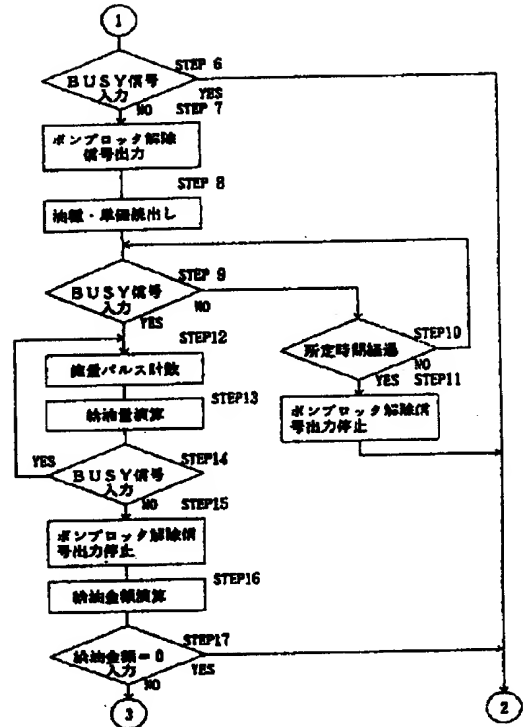 1
STEP 6
BUSY信号
入力
YES
NO
STEP 7
ポンプロック解除
信号出力
STEP 8
油種・単価読出し
STEP 9
BUSY信号
入力
NO
YES
STEP10
所定時間経過
NO
YES
STEP11
ポンプロック解除信
号出力停止
STEP12
流量パルス計数
STEP13
給油量演算
STEP14
BUSY信号
入力
YES
NO
STEP15
ポンプロック解除信
号出力停止
STEP16
給油金額演算
STEP17
給油金額=0
入力
YES
NO
3
2